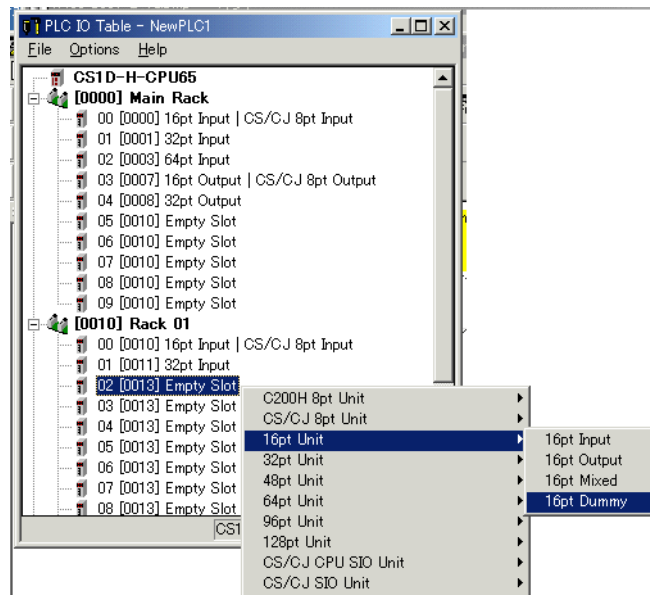 PLC IO Table - NewPLC1
File Options Help
CS1D-H-CPU65
[0000] Main Rack
00 [0000] 16pt Input | CS/CJ 8pt Input
01 [0001] 32pt Input
02 [0003] 64pt Input
03 [0007] 16pt Output | CS/CJ 8pt Output
04 [0008] 32pt Output
05 [0010] Empty Slot
06 [0010] Empty Slot
07 [0010] Empty Slot
08 [0010] Empty Slot
09 [0010] Empty Slot
[0010] Rack 01
00 [0010] 16pt Input | CS/CJ 8pt Input
01 [0011] 32pt Input
02 [0013] Empty Slot
03 [0013] Empty Slot
04 [0013] Empty Slot
05 [0013] Empty Slot
06 [0013] Empty Slot
07 [0013] Empty Slot
08 [0013] Empty Slot
CS1
C200H 8pt Unit
CS/CJ 8pt Unit
16pt Unit
32pt Unit
48pt Unit
64pt Unit
96pt Unit
128pt Unit
CS/CJ CPU SIO Unit
CS/CJ SIO Unit
16pt Input
16pt Output
16pt Mixed
16pt Dummy